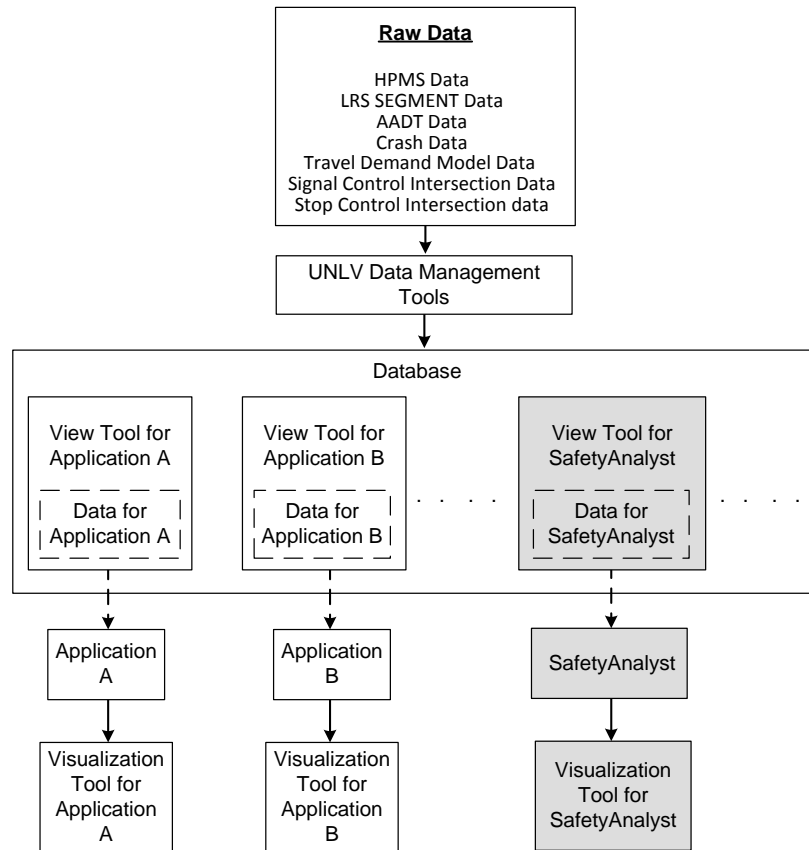 Raw Data
HPMS Data
LRS SEGMENT Data
AADT Data
Crash Data
Travel Demand Model Data
Signal Control Intersection Data
Stop Control Intersection data
UNLV Data Management
Tools
Database
View Tool for
Application A
Data for
Application A
View Tool for
Application B
Data for
Application B
. . . .
View Tool for
SafetyAnalyst
Data for
SafetyAnalyst
. . . .
Application
A
Application
B
SafetyAnalyst
Visualization
Tool for
Application
A
Visualization
Tool for
Application
B
Visualization
Tool for
SafetyAnalyst